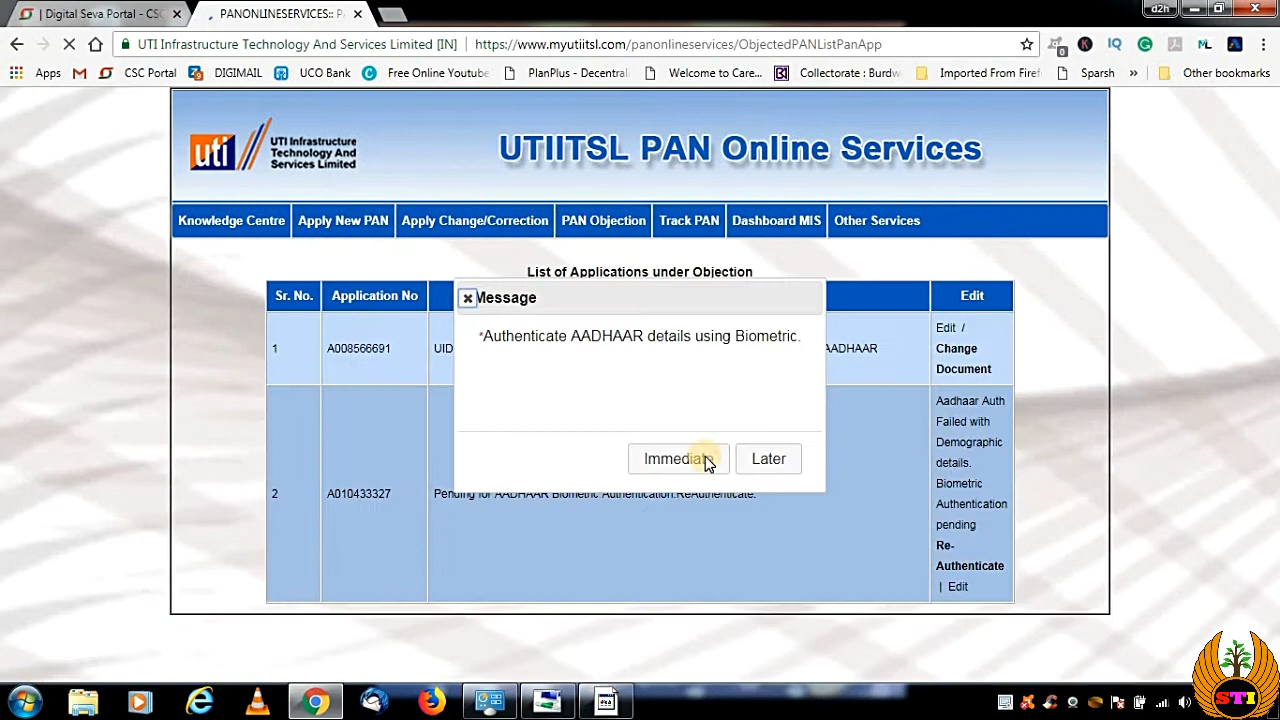 d2h
| Digital Seva Portal - CSC
PANONLINESERVICES:: P
UTI Infrastructure Technology And Services Limited [IN]
https://www.myutiitsl.com/panonlineservices/ObjectedPANListPanApp
Apps
CSC Portal
DIGIMAIL
UCO Bank
Free Online Youtube
PlanPlus - Decentral
Welcome to Care...
Collectorate : Burdw
Imported From Firef
Sparsh
»
Other bookmarks
uti
UTI Infrastructure
Technology And
Services Limited
UTIITSL PAN Online Services
Knowledge Centre
Apply New PAN
Apply Change/Correction
PAN Objection
Track PAN
Dashboard MIS
Other Services
List of Applications under Objection
Sr. No.
Application No
Edit
1
A008566691
UID
AADHAAR
Edit /
Change
Document
2
A010433327
Pending for AADHAAR Biometric Authentication.ReAuthenticate.
Aadhaar Auth
Failed with
Demographic
details.
Biometric
Authentication
pending
Re-
Authenticate
| Edit
Message
*Authenticate AADHAAR details using Biometric.
Immediate
Later
STI